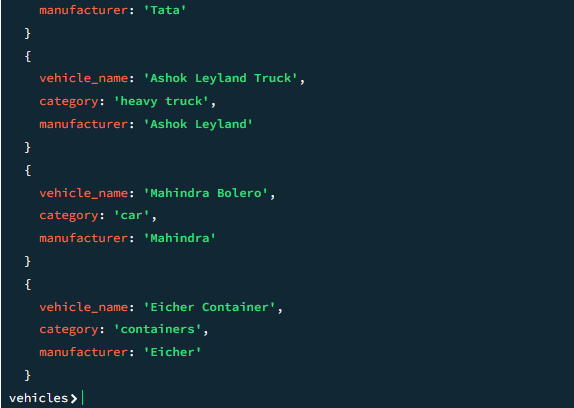 manufacturer: 'Tata'
}
{
vehicle_name: 'Ashok Leyland Truck',
category: 'heavy truck',
manufacturer: 'Ashok Leyland'
}
{
vehicle_name: 'Mahindra Bolero',
category: 'car',
manufacturer: 'Mahindra'
}
{
vehicle_name: 'Eicher Container',
category: 'containers',
manufacturer: 'Eicher'
}
vehicles>